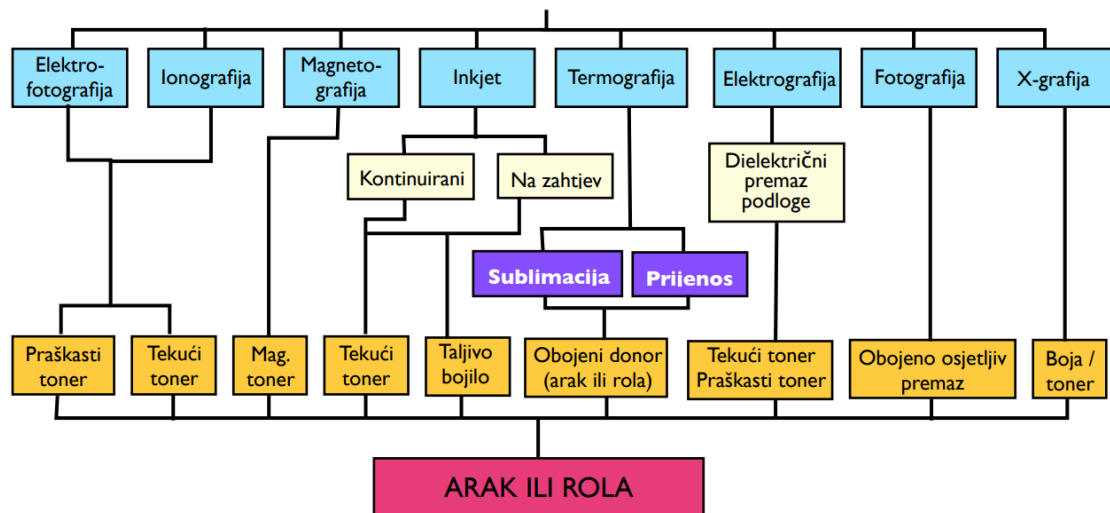 Elektro-
fotografija
Ionografija
Magneto-
grafija
Inkjet
Termografija
Elektrografija
Fotografija
X-grafija
Kontinuirani
Na zahtjev
Dielektrični
premaz
podloge
Sublimacija
Prijenos
Praškasti
toner
Tekući
toner
Mag.
toner
Tekući
toner
Taljivo
bojilo
Obojeni donor
(arak ili rola)
Tekući toner
Praškasti toner
Obojeno osjetljiv
premaz
Boja /
toner
ARAK ILI ROLA